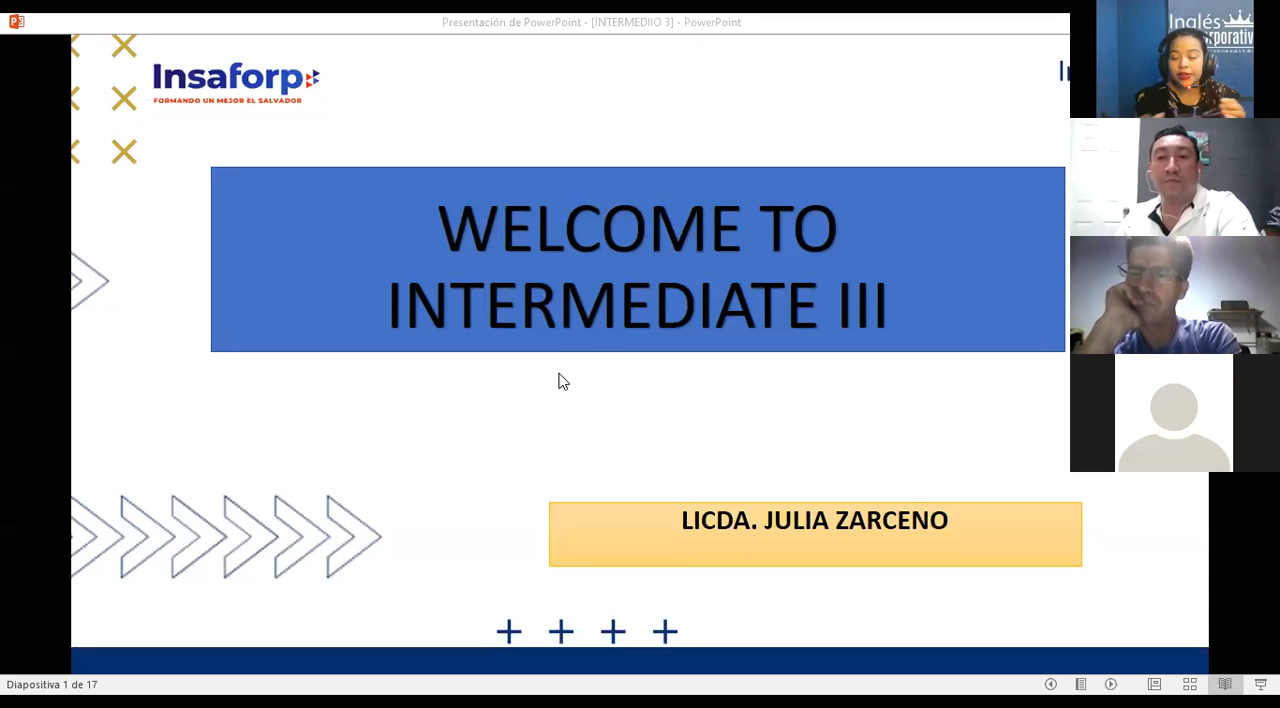 Presentación de PowerPoint - [INTERMEDIIO 3] - PowerPoint
Inglés
Insaforp
FORMANDO UN MEJOR EL SALVADOR
WELCOME TO
INTERMEDIATE III
LICDA. JULIA ZARCENO
Diapositiva 1 de 17